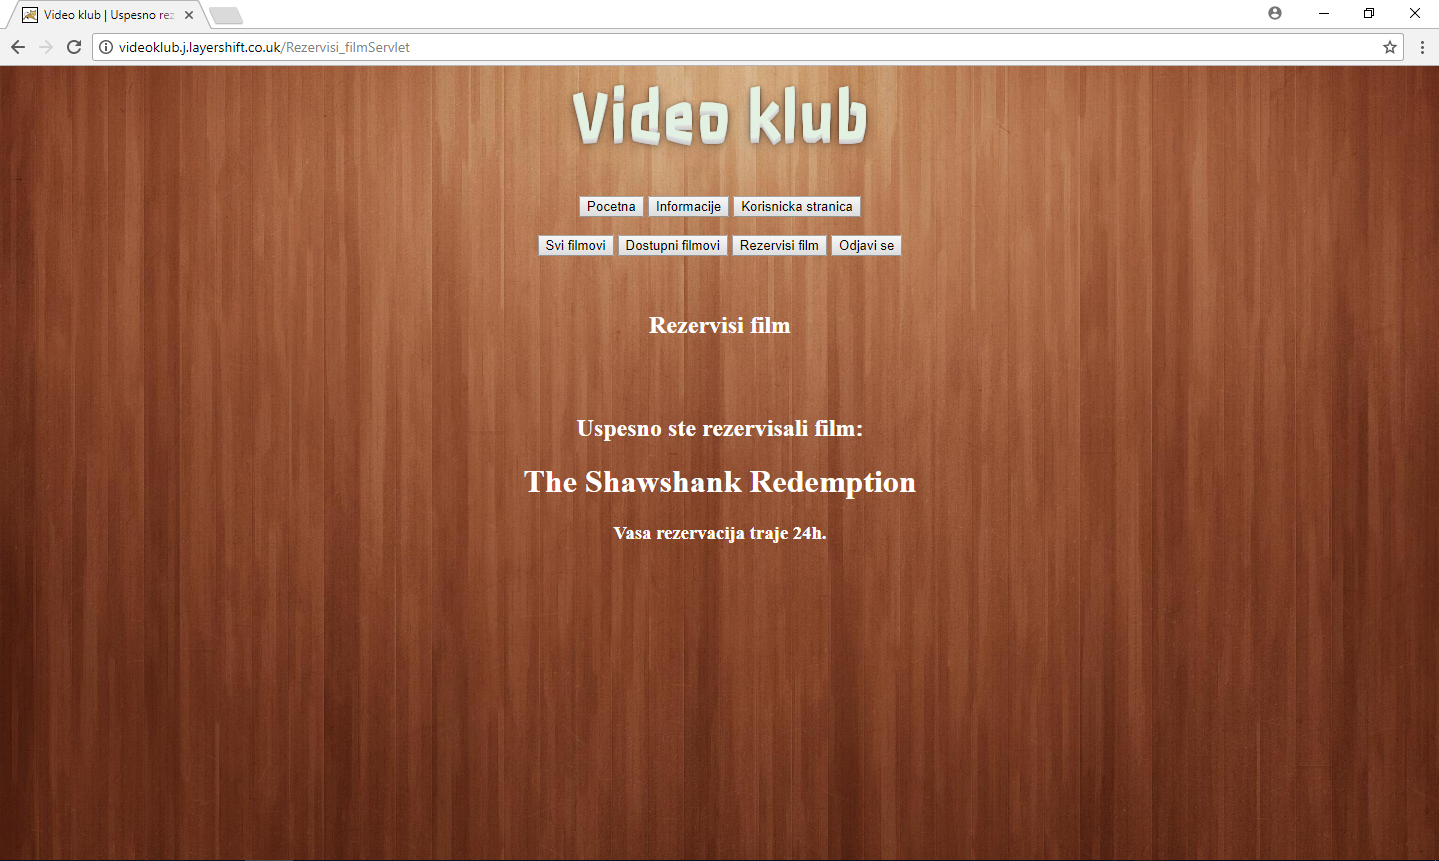 Video klub | Uspesno rez
videoklub.j.layershift.co.uk/Rezervisi_filmServlet
Video klub
Pocetna Informacije Korisnicka stranica
Svi filmovi Dostupni filmovi Rezervisi film Odjavi se
Rezervisi film
Uspesno ste rezervisali film:
The Shawshank Redemption
Vasa rezervacija traje 24h.